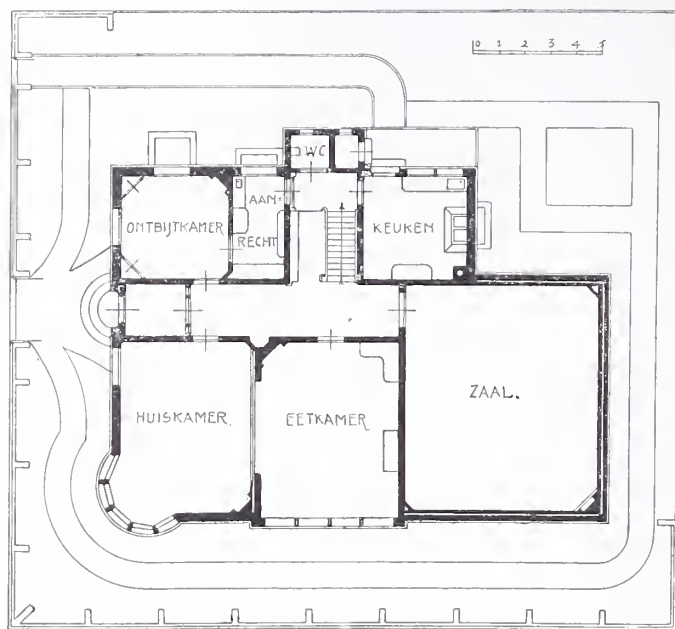 0 1 2 3 4 5
WC
AAN-
ONTBIJTKAMER
KEUKEN
RECHT
ZAAL.
HUISKAMER.
EETKAMER